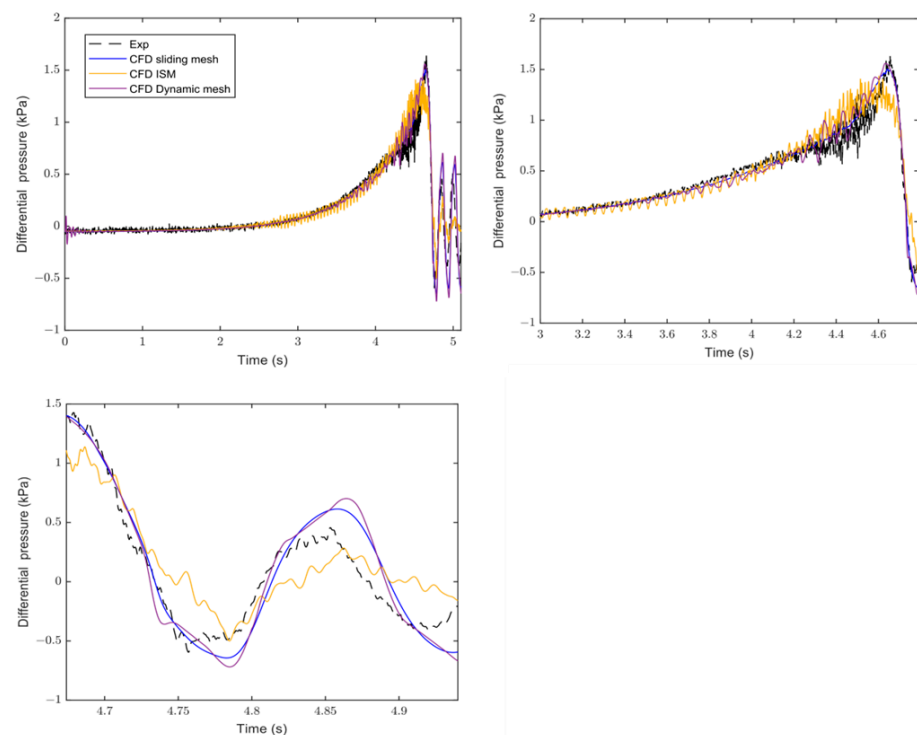 2
1.5
1
0.5
0
−0.5
−1
Differential pressure (kPa)
Exp
CFD sliding mesh
CFD ISM
CFD Dynamic mesh
0 1 2 3 4 5
Time (s)
2
1.5
1
0.5
0
−0.5
−1
Differential pressure (kPa)
3 3.2 3.4 3.6 3.8 4 4.2 4.4 4.6
Time (s)
1.5
1
0.5
0
−0.5
−1
Differential pressure (kPa)
4.7 4.75 4.8 4.85 4.9
Time (s)